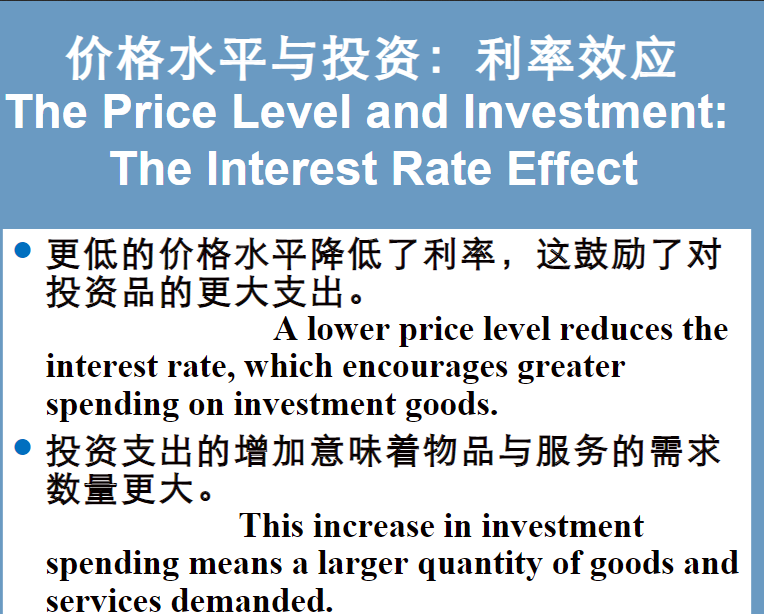 价格水平与投资：利率效应
The Price Level and Investment:
The Interest Rate Effect
更低的价格水平降低了利率，这鼓励了对
投资品的更大支出。
A lower price level reduces the
interest rate, which encourages greater
spending on investment goods.
投资支出的增加意味着物品与服务的需求
数量更大。
This increase in investment
spending means a larger quantity of goods and
services demanded.